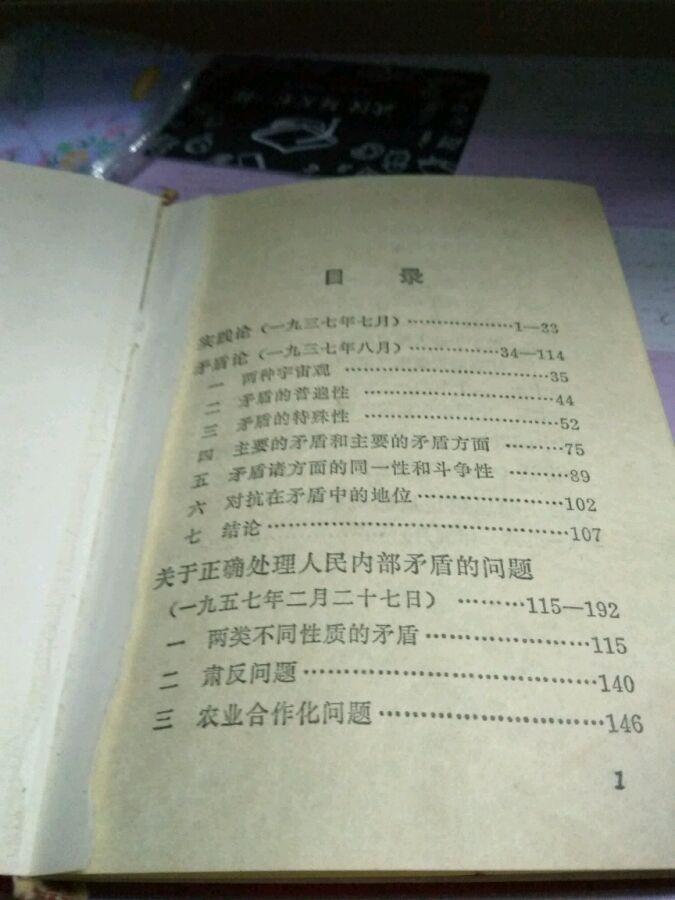 目 录
实践论（一九三七年七月）………………1—33
矛盾论（一九三七年八月）……………34—114
一 两种宇宙观……………………………35
二 矛盾的普遍性…………………………44
三 矛盾的特殊性…………………………52
四 主要的矛盾和主要的矛盾方面………75
五 矛盾诸方面的同一性和斗争性………89
六 对抗在矛盾中的地位………………102
七 结论…………………………………107
关于正确处理人民内部矛盾的问题
（一九五七年二月二十七日）………115—192
一 两类不同性质的矛盾………………115
二 肃反问题……………………………140
三 农业合作化问题……………………146
1